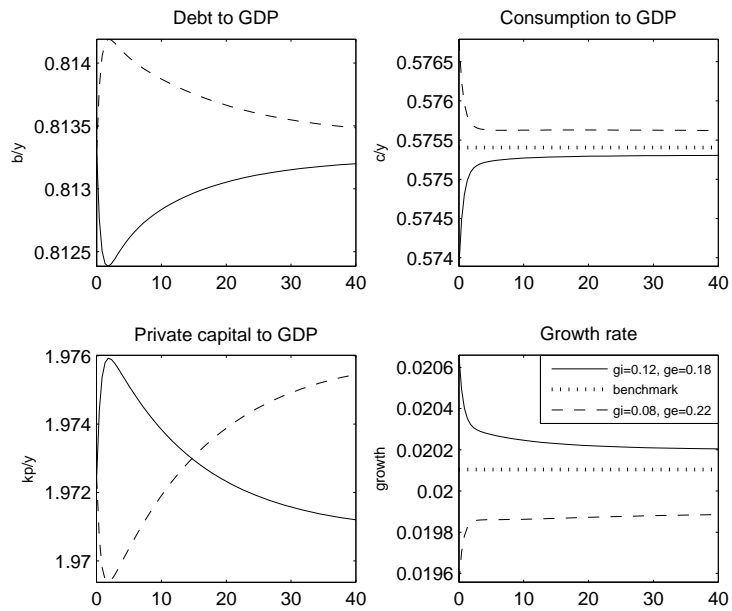 Debt to GDP
0.814
0.8135
0.813
0.8125
b/y
0 10 20 30 40
Consumption to GDP
0.5765
0.576
0.5755
0.575
0.5745
0.574
c/y
0 10 20 30 40
Private capital to GDP
1.976
1.974
1.972
1.97
kp/y
0 10 20 30 40
Growth rate
0.0206
0.0204
0.0202
0.02
0.0198
0.0196
growth
0 10 20 30 40
gi=0.12, ge=0.18
benchmark
gi=0.08, ge=0.22